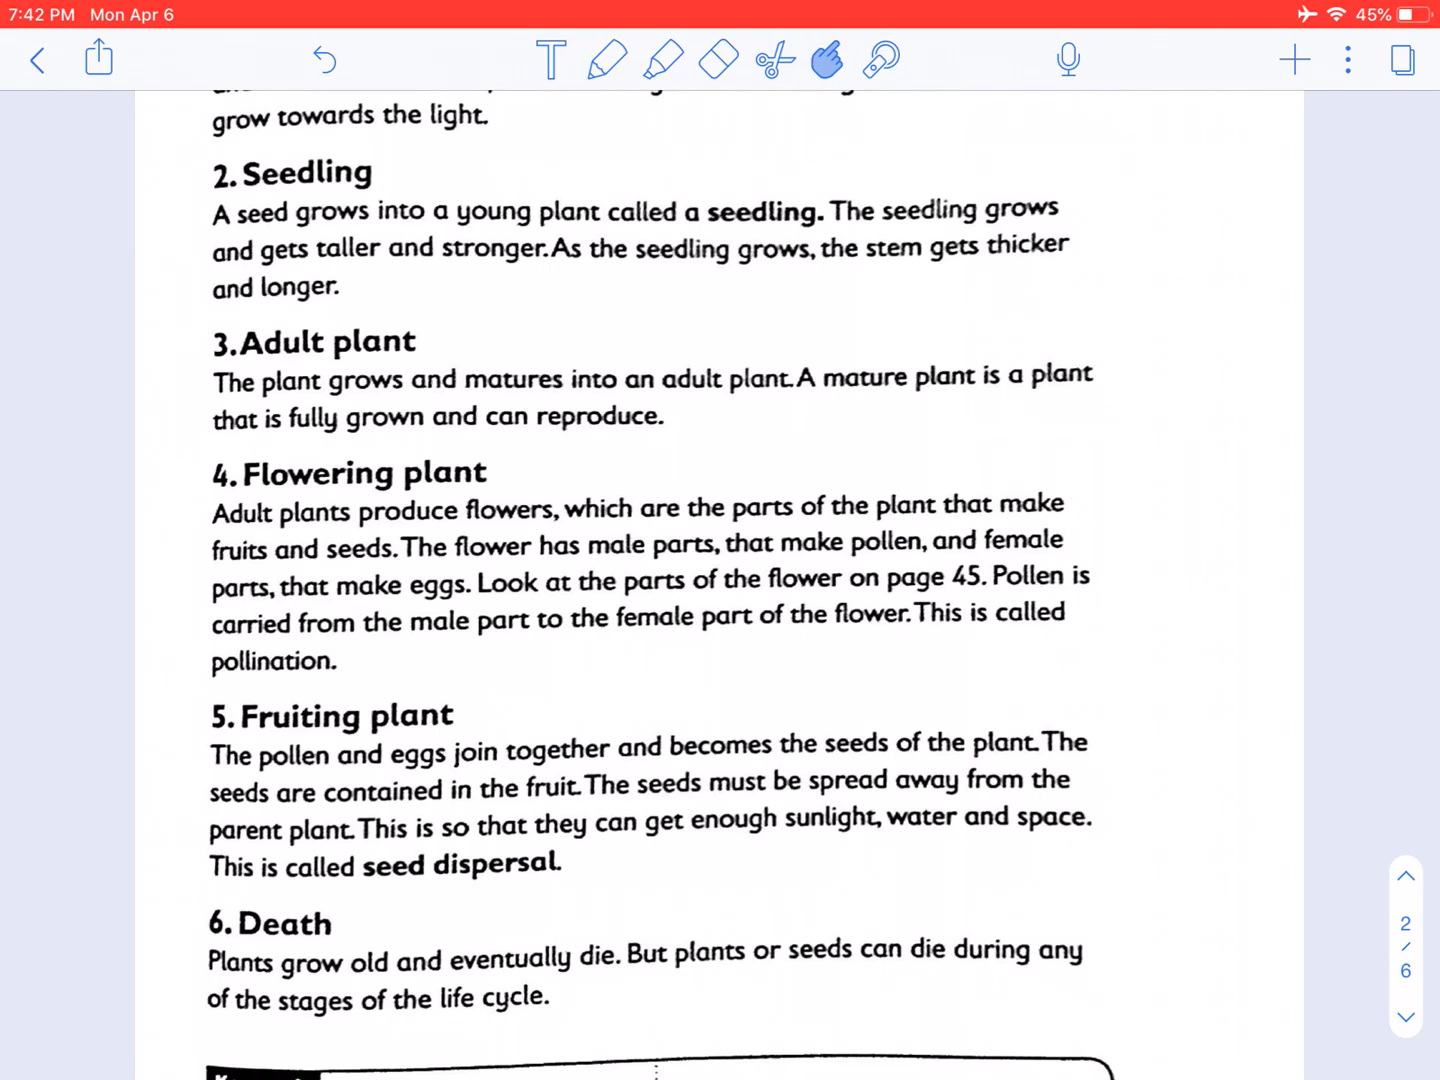 7:42 PM Mon Apr 6
45%
grow towards the light.
2. Seedling
A seed grows into a young plant called a seedling. The seedling grows
and gets taller and stronger. As the seedling grows, the stem gets thicker
and longer.
3. Adult plant
The plant grows and matures into an adult plant. A mature plant is a plant
that is fully grown and can reproduce.
4. Flowering plant
Adult plants produce flowers, which are the parts of the plant that make
fruits and seeds. The flower has male parts, that make pollen, and female
parts, that make eggs. Look at the parts of the flower on page 45. Pollen is
carried from the male part to the female part of the flower. This is called
pollination.
5. Fruiting plant
The pollen and eggs join together and becomes the seeds of the plant. The
seeds are contained in the fruit. The seeds must be spread away from the
parent plant. This is so that they can get enough sunlight, water and space.
This is called seed dispersal.
6. Death
Plants grow old and eventually die. But plants or seeds can die during any
of the stages of the life cycle.
2
/
6